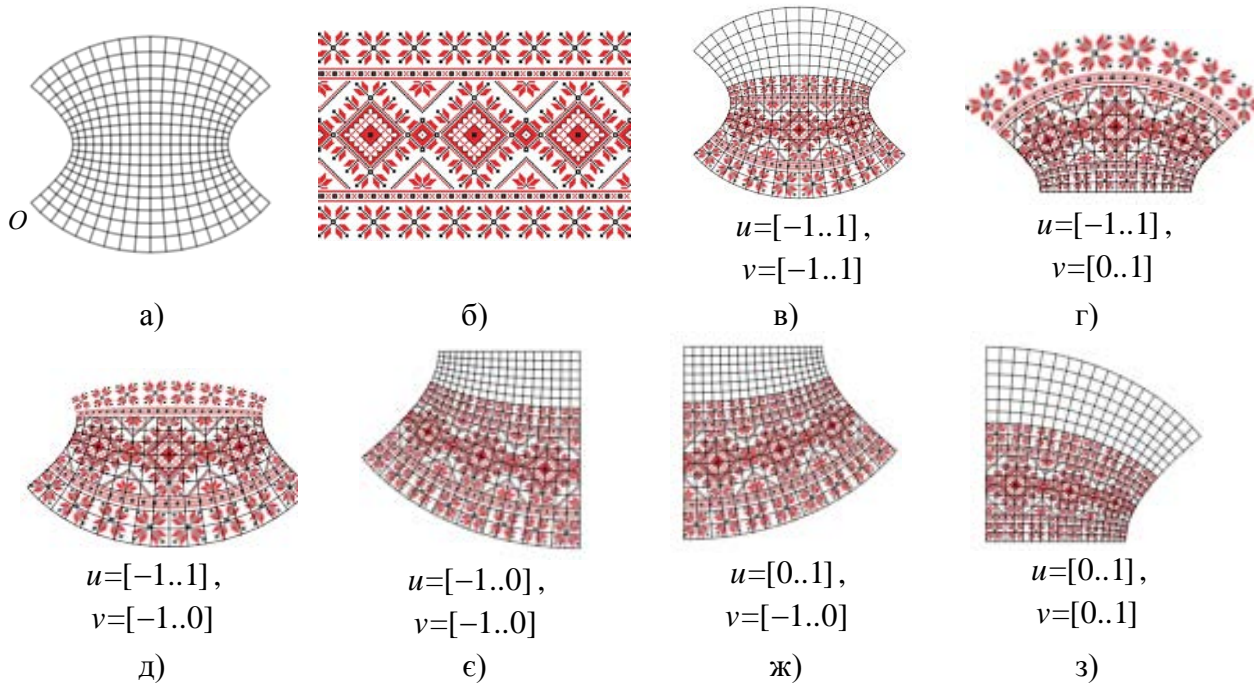 O
а)
б)
u=[−1..1] ,
v=[−1..1]
в)
u=[−1..1] ,
v=[0..1]
г)
u=[−1..1] ,
v=[−1..0]
д)
u=[−1..0] ,
v=[−1..0]
є)
u=[0..1] ,
v=[−1..0]
ж)
u=[0..1] ,
v=[0..1]
з)